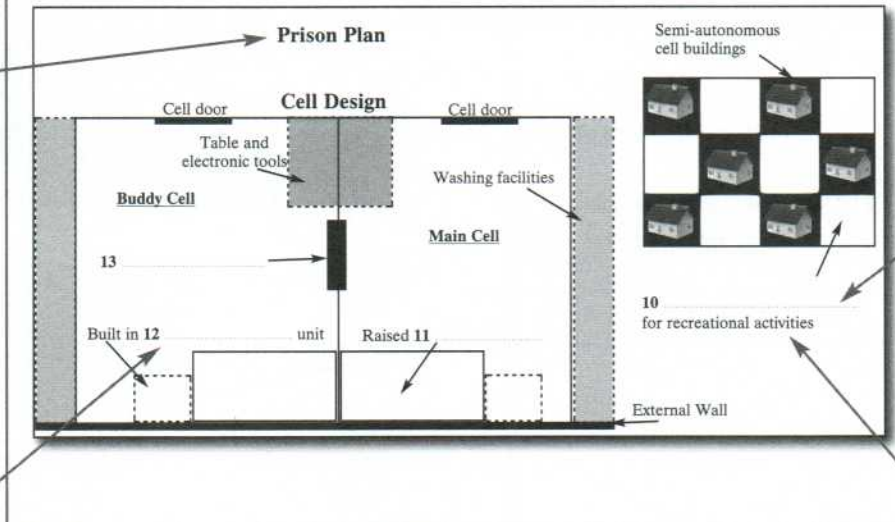 Prison Plan
Semi-autonomous
cell buildings
Cell Design
Cell door
Cell door
Table and
electronic tools
Washing facilities
Buddy Cell
Main Cell
13 ....................
10 ....................
for recreational activities
Built in 12 .................... unit
Raised 11 ....................
External Wall